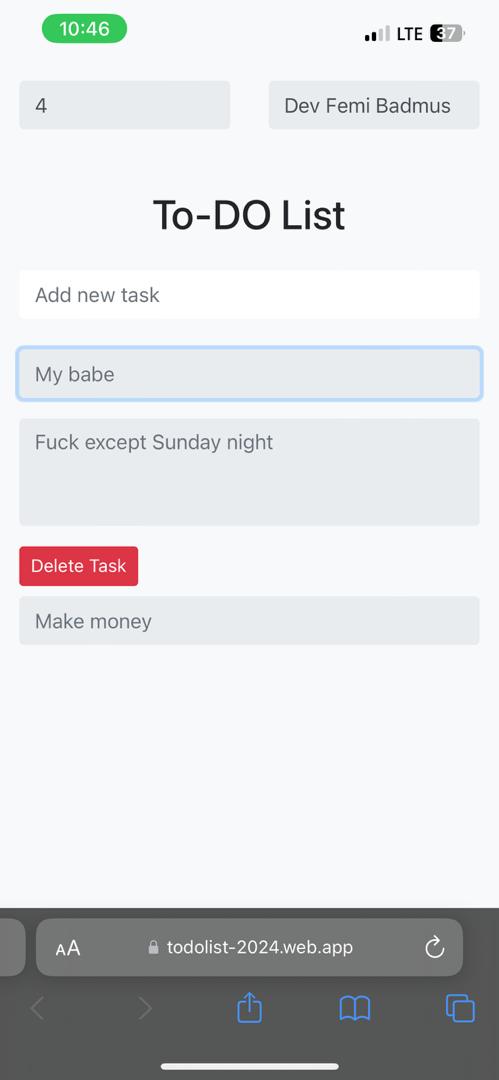 10:46
LTE
37
4
Dev Femi Badmus
To-DO List
Add new task
My babe
Fuck except Sunday night
Delete Task
Make money
AA
todolist-2024.web.app